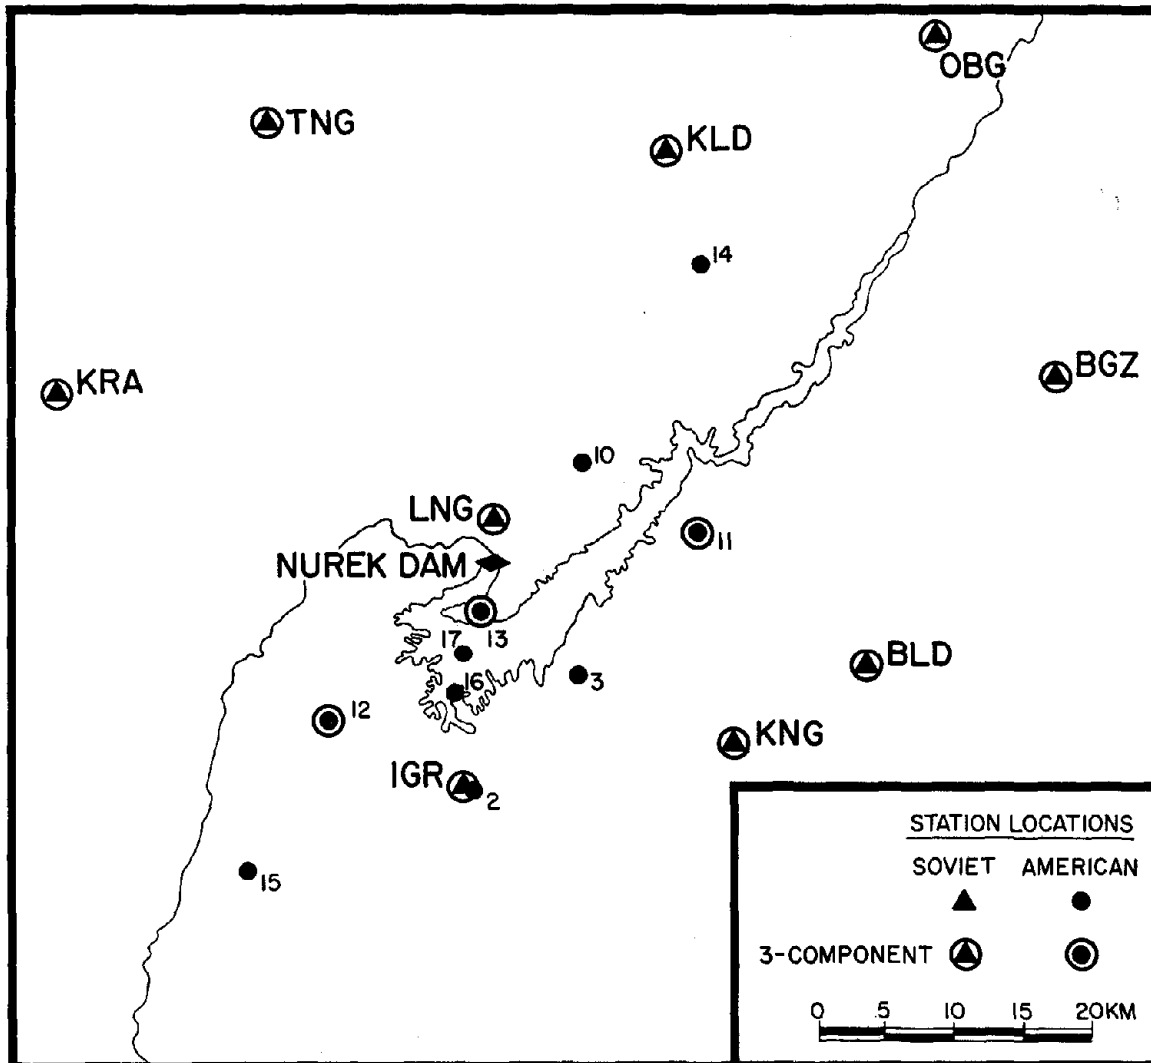 OBG
TNG
KLD
14
KRA
BGZ
10
LNG
11
NUREK DAM
13
17
BLD
3
16
12
KNG
IGR
2
15
STATION LOCATIONS
SOVIET AMERICAN
3-COMPONENT
0 5 10 15 20KM